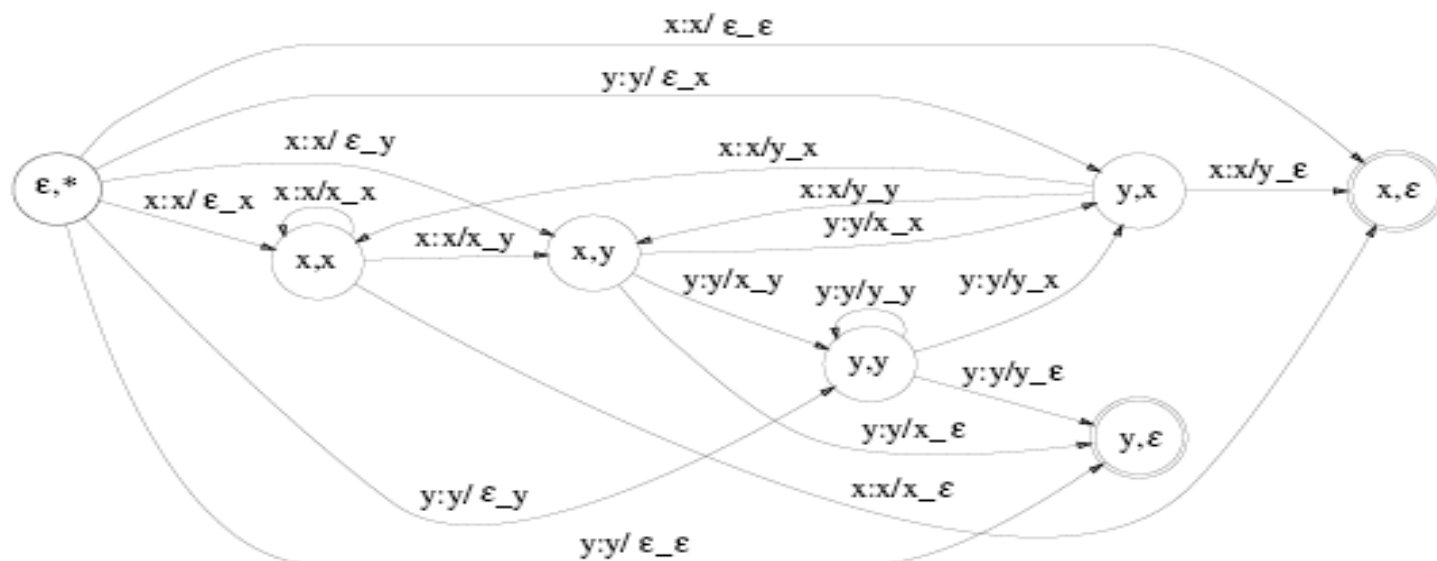 x:x/ ε_ε
y:y/ ε_x
x:x/ ε_y
x:x/y_x
ε,*
x:x/ ε_x
x:x/x_x
x:x/y_y
y,x
x:x/y_ε
x,ε
y:y/x_x
x,x
x:x/x_y
x,y
y:y/x_y
y:y/y_y
y:y/y_x
y,y
y:y/y_ε
y:y/x_ε
y,ε
y:y/ ε_y
x:x/x_ε
y:y/ ε_ε